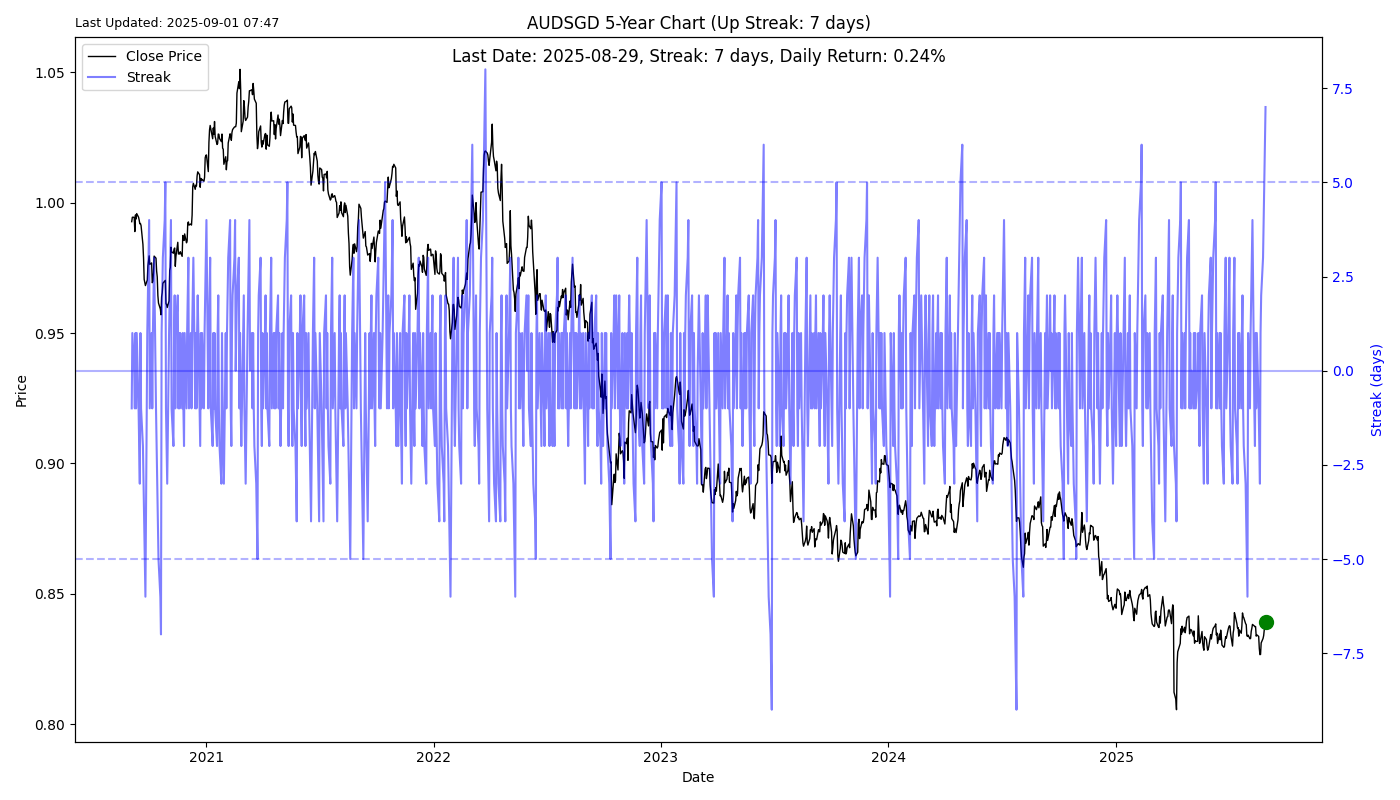 Last Updated: 2025-09-01 07:47
AUDSGD 5-Year Chart (Up Streak: 7 days)
Last Date: 2025-08-29, Streak: 7 days, Daily Return: 0.24%
Close Price
Streak
1.05
1.00
0.95
0.90
0.85
0.80
Price
7.5
5.0
2.5
0.0
−2.5
−5.0
−7.5
Streak (days)
2021
2022
2023
2024
2025
Date